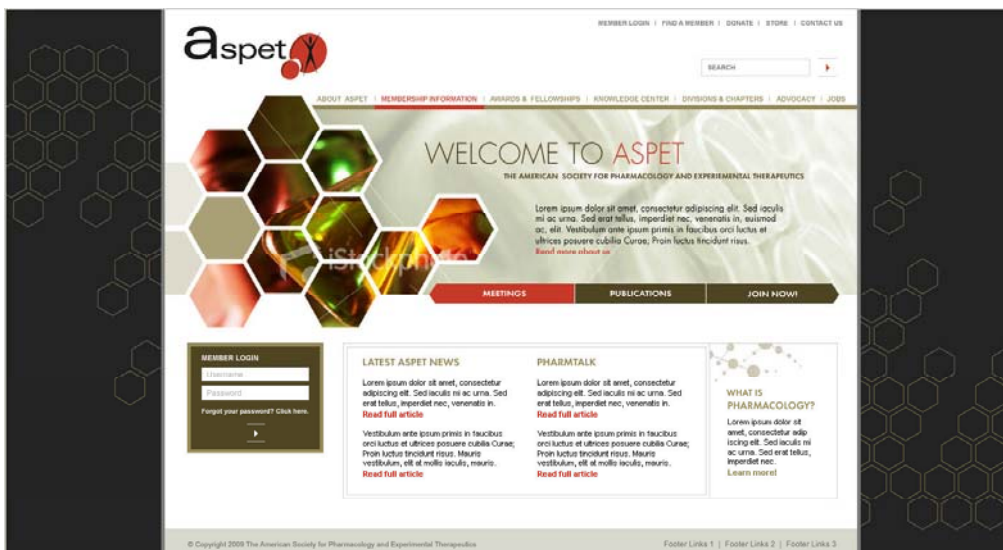 MEMBER LOGIN | FIND A MEMBER | DONATE | STORE | CONTACT US
aspet
SEARCH
ABOUT ASPET | MEMBERSHIP INFORMATION | AWARDS & FELLOWSHIPS | KNOWLEDGE CENTER | DIVISIONS & CHAPTERS | ADVOCACY | JOBS
WELCOME TO ASPET
THE AMERICAN SOCIETY FOR PHARMACOLOGY AND EXPERIEMENTAL THERAPEUTICS
Lorem ipsum dolor sit amet, consectetur adipiscing elit. Sed iaculis
mi ac urna. Sed erat tellus, imperdiet nec, venenatis in, euismod
ac, elit. Vestibulum ante ipsum primis in faucibus orci luctus et
ultrices posuere cubilia Curae; Proin luctus tincidunt risus.
Read more about us
iStockphoto
MEETINGS
PUBLICATIONS
JOIN NOW!
MEMBER LOGIN
Username
Password
Forgot your password? Click here.
LATEST ASPET NEWS
Lorem ipsum dolor sit amet, consectetur
adipiscing elit. Sed iaculis mi ac urna. Sed
erat tellus, imperdiet nec, venenatis in.
Read full article
Vestibulum ante ipsum primis in faucibus
orci luctus et ultrices posuere cubilia Curae;
Proin luctus tincidunt risus. Mauris
vestibulum, elit at mollis iaculis, mauris.
Read full article
PHARMTALK
Lorem ipsum dolor sit amet, consectetur
adipiscing elit. Sed iaculis mi ac urna. Sed
erat tellus, imperdiet nec, venenatis in.
Read full article
Vestibulum ante ipsum primis in faucibus
orci luctus et ultrices posuere cubilia Curae;
Proin luctus tincidunt risus. Mauris
vestibulum, elit at mollis iaculis, mauris.
Read full article
WHAT IS
PHARMACOLOGY?
Lorem ipsum dolor sit
amet, consectetur adip
iscing elit. Sed iaculis mi
ac urna. Sed erat tellus,
imperdiet nec.
Learn more!
© Copyright 2009 The American Society for Pharmacology and Experimental Therapeutics
Footer Links 1 | Footer Links 2 | Footer Links 3